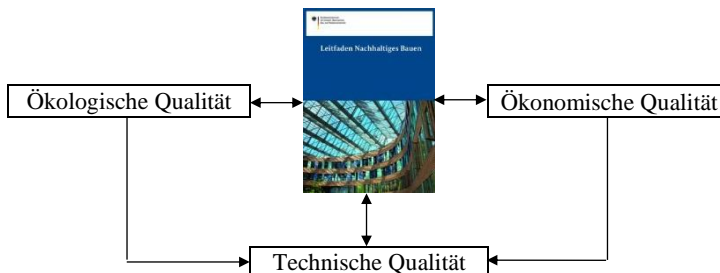 Leitfaden Nachhaltiges Bauen
Ökologische Qualität
Ökonomische Qualität
Technische Qualität